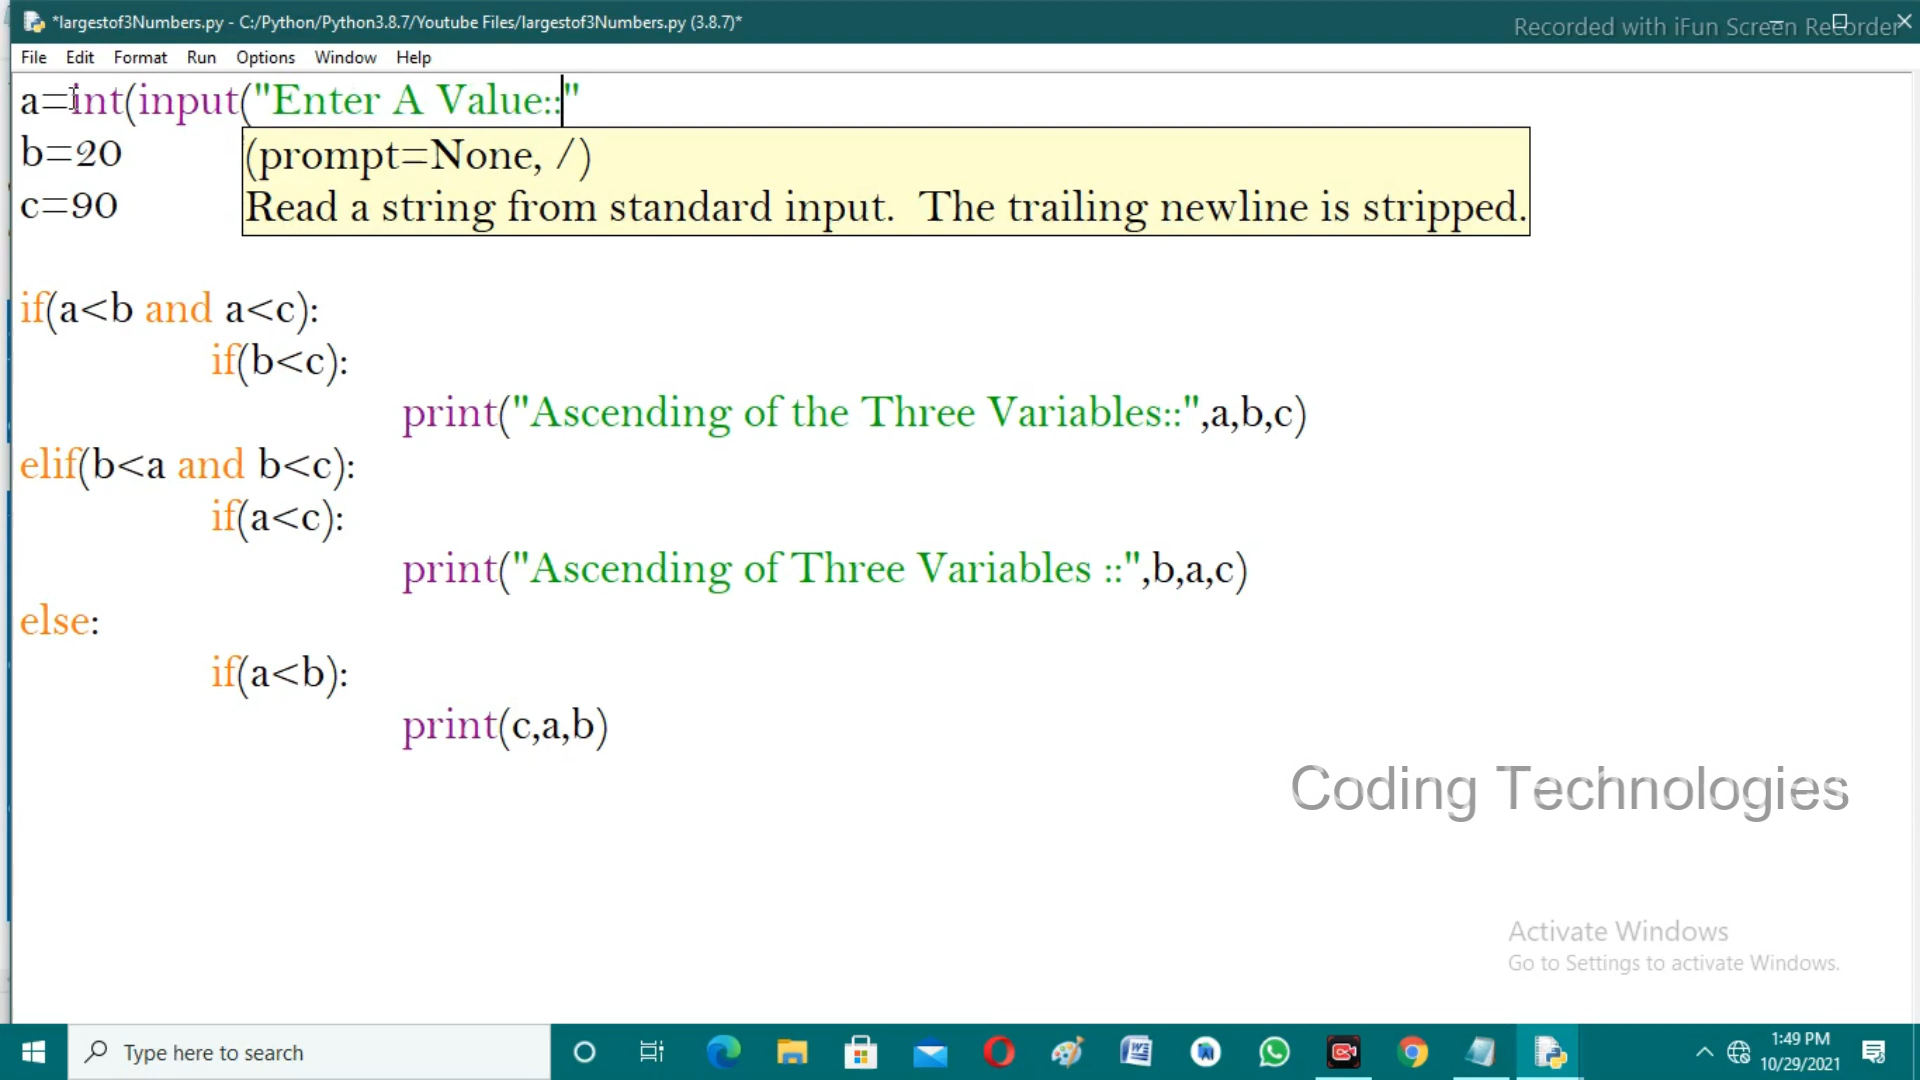 *largestof3Numbers.py - C:/Python/Python3.8.7/Youtube Files/largestof3Numbers.py (3.8.7)*
Recorded with iFun Screen Recorder
File Edit Format Run Options Window Help
a=int(input("Enter A Value::"
b=20
(prompt=None, /)
c=90
Read a string from standard input.  The trailing newline is stripped.
if(a<b and a<c):
if(b<c):
print("Ascending of the Three Variables::",a,b,c)
elif(b<a and b<c):
if(a<c):
print("Ascending of Three Variables ::",b,a,c)
else:
if(a<b):
print(c,a,b)
Coding Technologies
Activate Windows
Go to Settings to activate Windows.
Type here to search
1:49 PM
10/29/2021